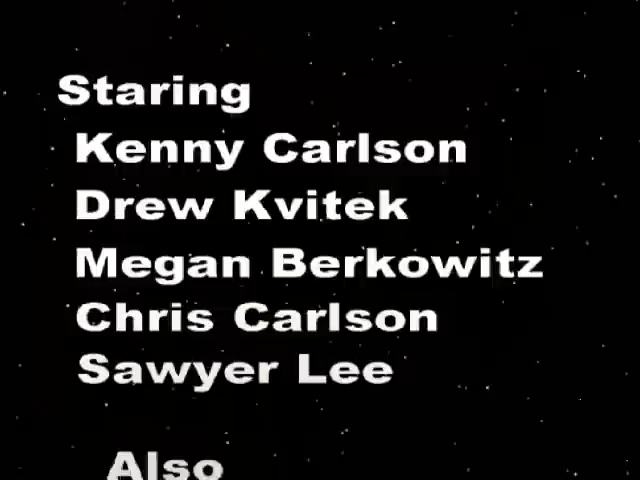 Staring
Kenny Carlson
Drew Kvitek
Megan Berkowitz
Chris Carlson
Sawyer Lee
Also